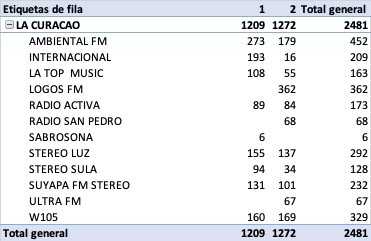 Etiquetas de fila 1 2 Total general
LA CURACAO 1209 1272 2481
AMBIENTAL FM 273 179 452
INTERNACIONAL 193 16 209
LA TOP MUSIC 108 55 163
LOGOS FM 362 362
RADIO ACTIVA 89 84 173
RADIO SAN PEDRO 68 68
SABROSONA 6 6
STEREO LUZ 155 137 292
STEREO SULA 94 34 128
SUYAPA FM STEREO 131 101 232
ULTRA FM 67 67
W105 160 169 329
Total general 1209 1272 2481